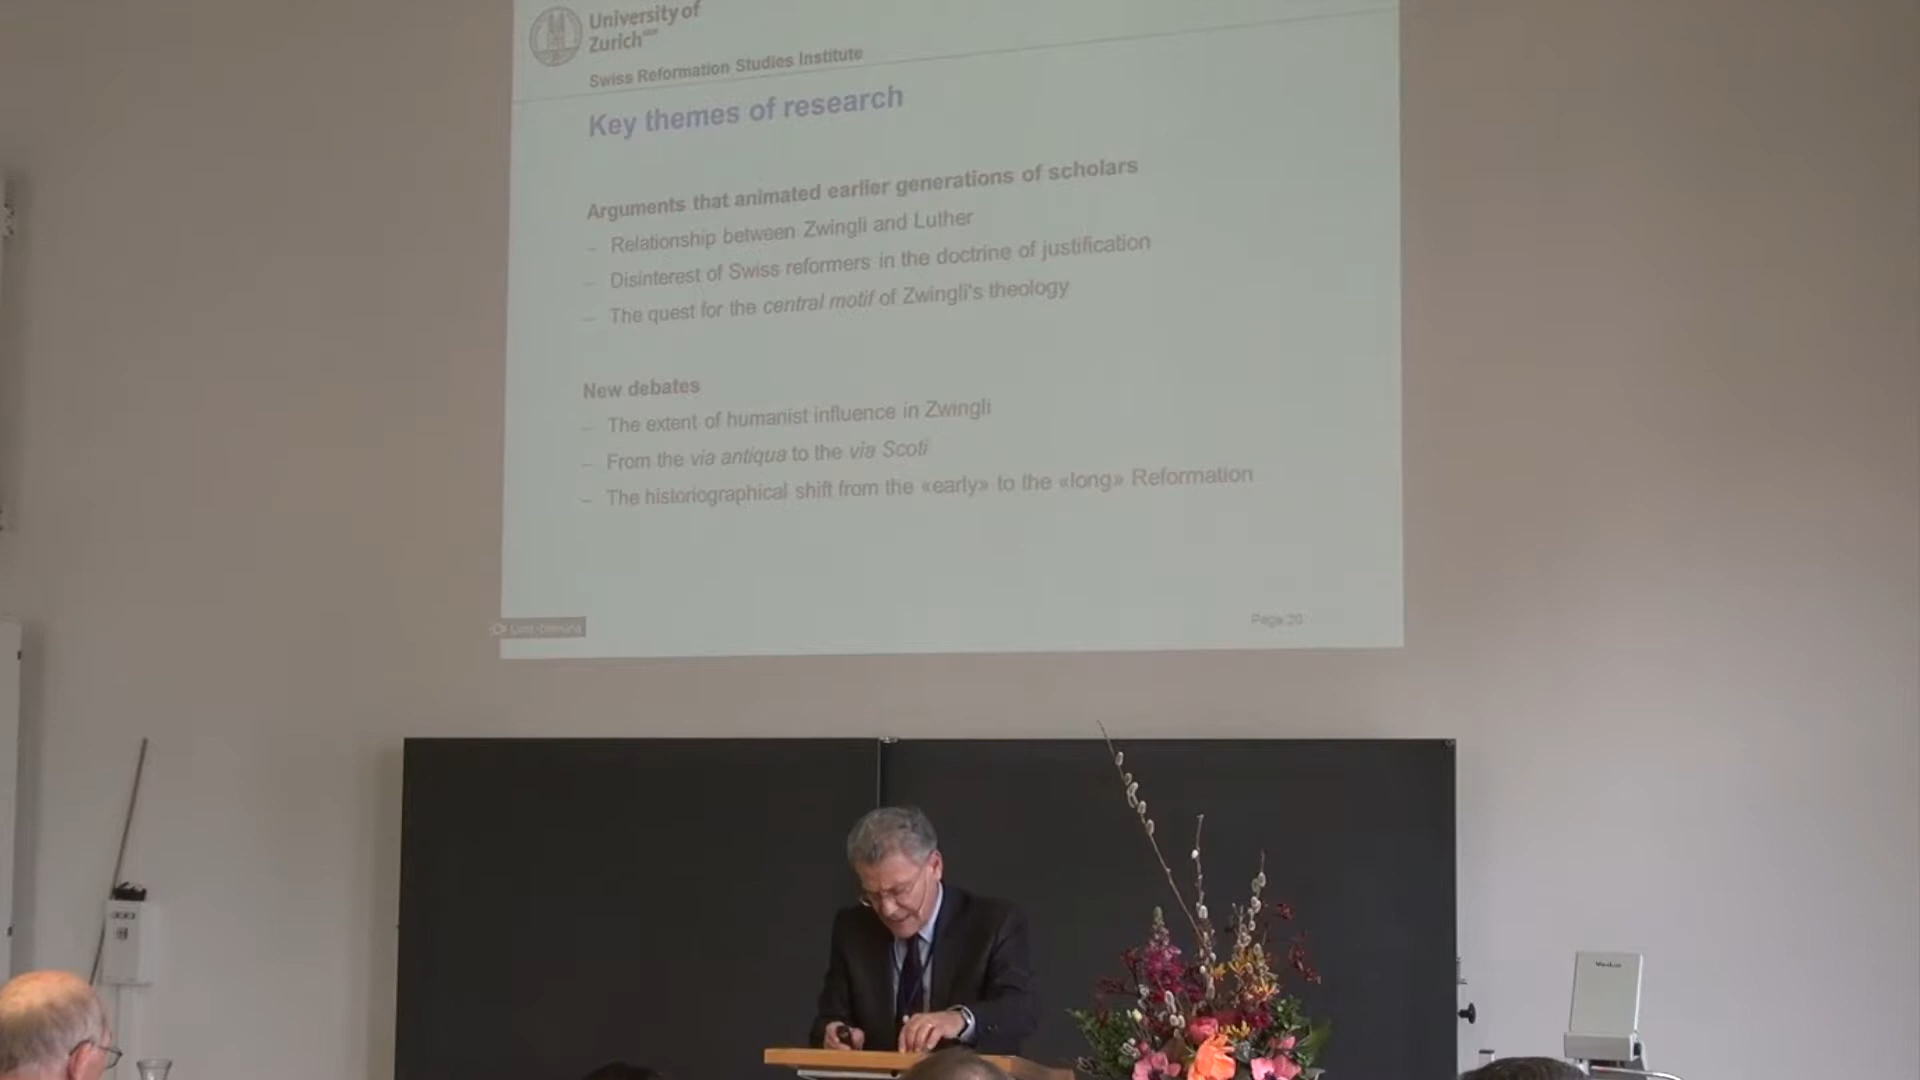 University of
Zurich
Swiss Reformation Studies Institute
Key themes of research
Arguments that animated earlier generations of scholars
– Relationship between Zwingli and Luther
– Disinterest of Swiss reformers in the doctrine of justification
– The quest for the central motif of Zwingli's theology
New debates
– The extent of humanist influence in Zwingli
– From the via antiqua to the via Scoti
– The historiographical shift from the «early» to the «long» Reformation
Page 20